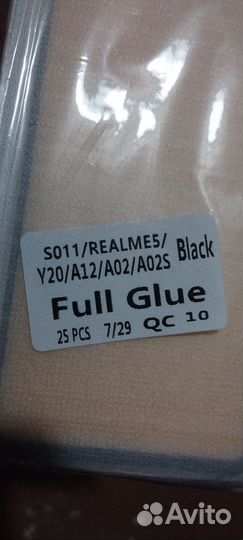 S011/REALME5/
Y20/A12/A02/A02S Black
Full Glue
25 PCS 7/29 QC 10
Avito